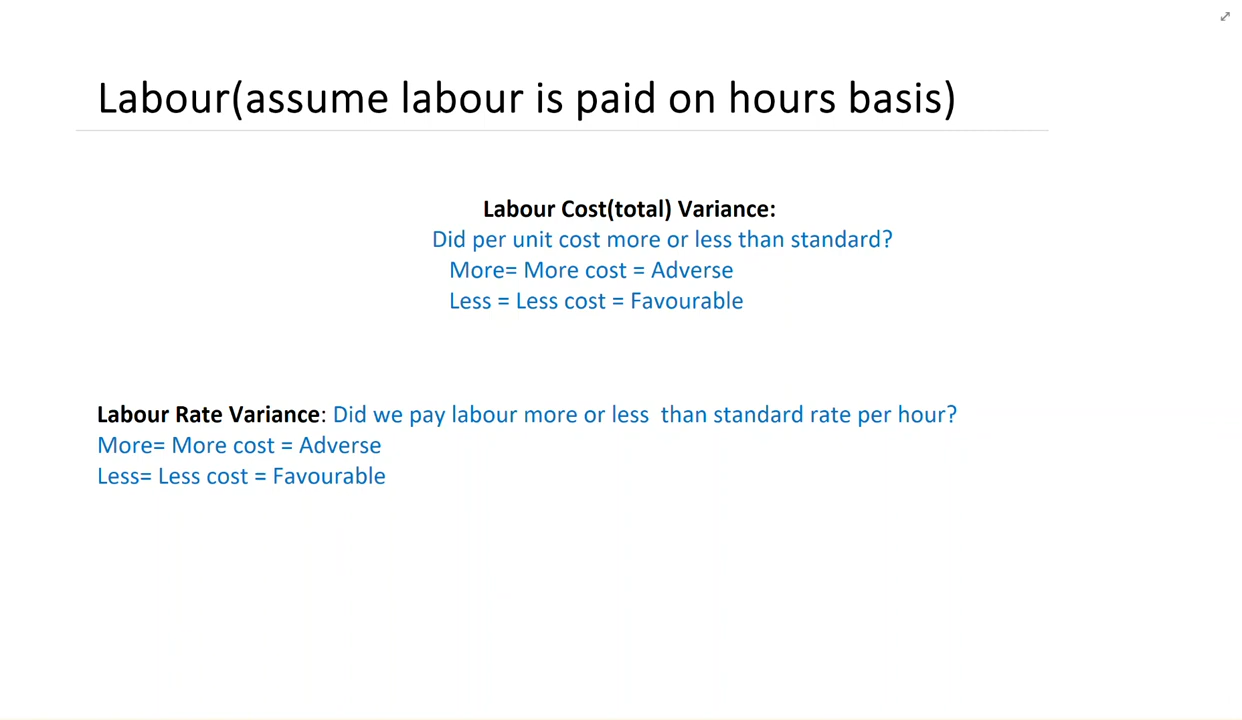 Labour(assume labour is paid on hours basis)
Labour Cost(total) Variance:
Did per unit cost more or less than standard?
More= More cost = Adverse
Less = Less cost = Favourable
Labour Rate Variance: Did we pay labour more or less  than standard rate per hour?
More= More cost = Adverse
Less= Less cost = Favourable